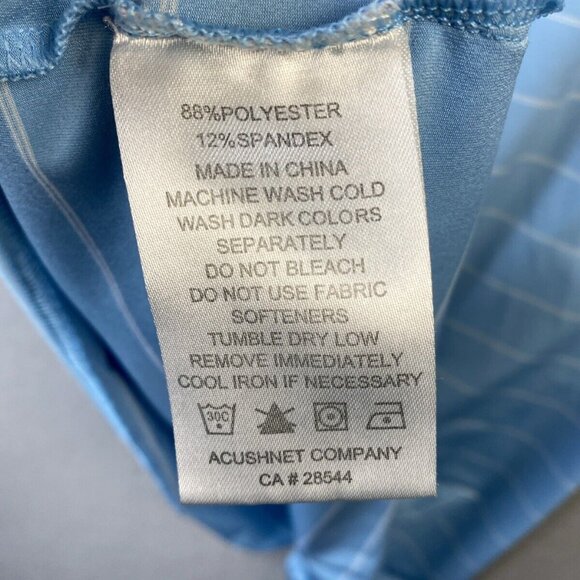 88%POLYESTER
12%SPANDEX
MADE IN CHINA
MACHINE WASH COLD
WASH DARK COLORS
SEPARATELY
DO NOT BLEACH
DO NOT USE FABRIC
SOFTENERS
TUMBLE DRY LOW
REMOVE IMMEDIATELY
COOL IRON IF NECESSARY
30C
ACUSHNET COMPANY
CA # 28544